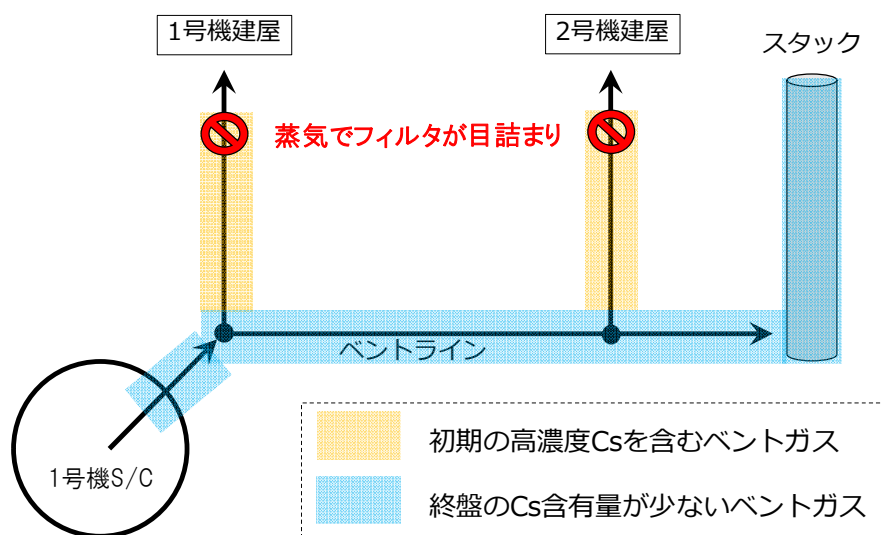 1号機建屋
2号機建屋
スタック
蒸気でフィルタが目詰まり
ベントライン
1号機S/C
初期の高濃度Csを含むベントガス
終盤のCs含有量が少ないベントガス